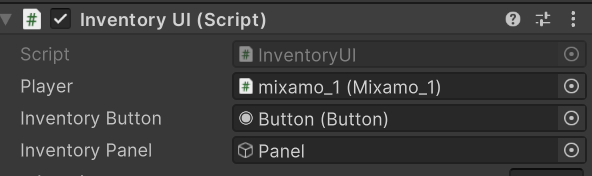 Inventory UI (Script)
Script InventoryUI
Player mixamo_1 (Mixamo_1)
Inventory Button Button (Button)
Inventory Panel Panel